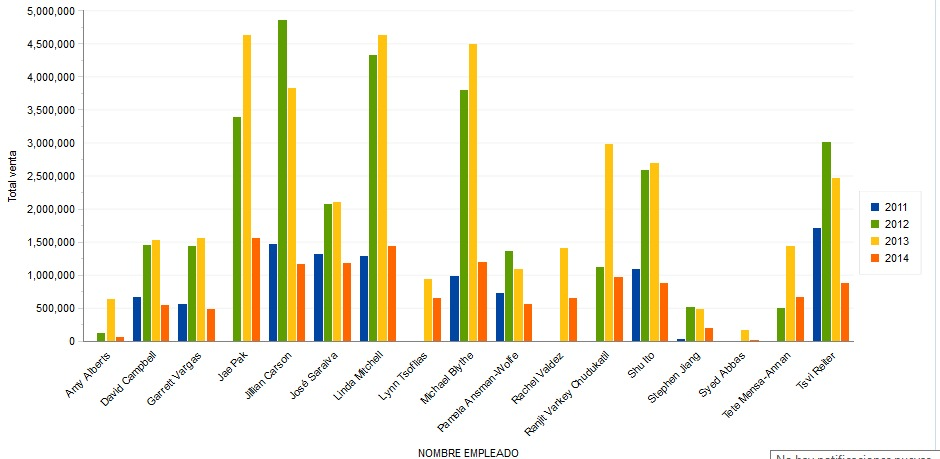 5,000,000
4,500,000
4,000,000
3,500,000
3,000,000
2,500,000
2,000,000
1,500,000
1,000,000
500,000
0
Total venta
Amy Alberts
David Campbell
Garrett Vargas
Jae Pak
Jillian Carson
José Saraiva
Linda Mitchell
Lynn Tsoflias
Michael Blythe
Pamela Ansman-Wolfe
Rachel Valdez
Ranjit Varkey Chudukatil
Shu Ito
Stephen Jiang
Syed Abbas
Tete Mensa-Annan
Tsvi Reiter
NOMBRE EMPLEADO
2011
2012
2013
2014